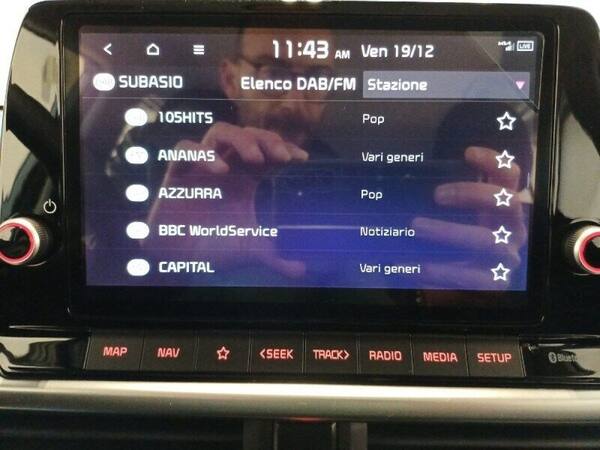 11:43 AM Ven 19/12 LIVE
SUBASIO Elenco DAB/FM Stazione
105HITS Pop
ANANAS Vari generi
AZZURRA Pop
BBC WorldService Notiziario
CAPITAL Vari generi
MAP NAV <SEEK TRACK> RADIO MEDIA SETUP